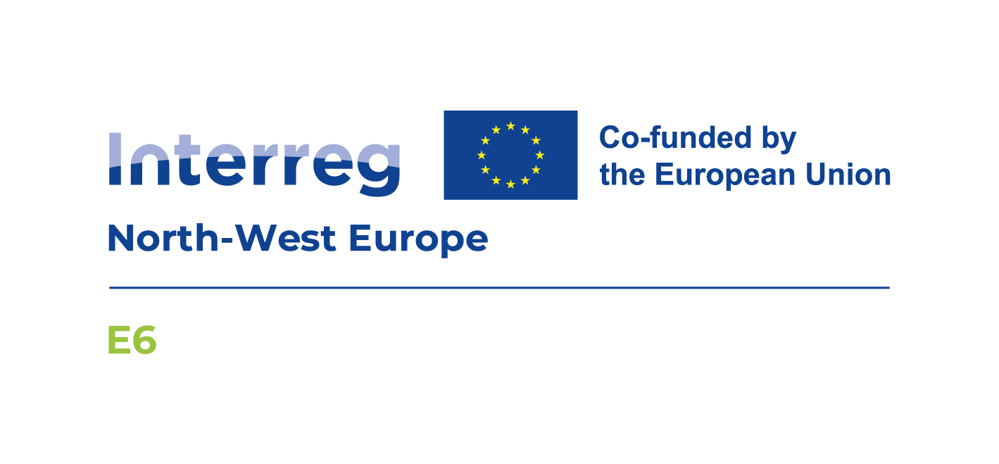 Interreg
Co-funded by
the European Union
North-West Europe
E6